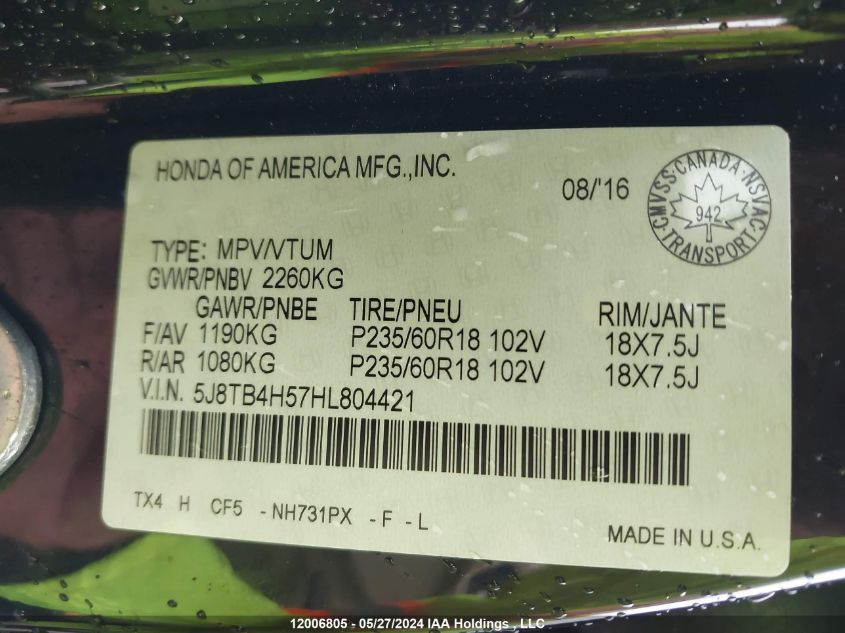 HONDA OF AMERICA MFG.,INC.
08/'16
CMVSS·CANADA·NSVAC
942
·TRANSPORT·
TYPE: MPV/VTUM
GVWR/PNBV 2260KG
GAWR/PNBE TIRE/PNEU RIM/JANTE
F/AV 1190KG P235/60R18 102V 18X7.5J
R/AR 1080KG P235/60R18 102V 18X7.5J
V.I.N. 5J8TB4H57HL804421
TX4 H CF5 -NH731PX -F -L
MADE IN U.S.A.
12006805 - 05/27/2024 IAA Holdings , LLC